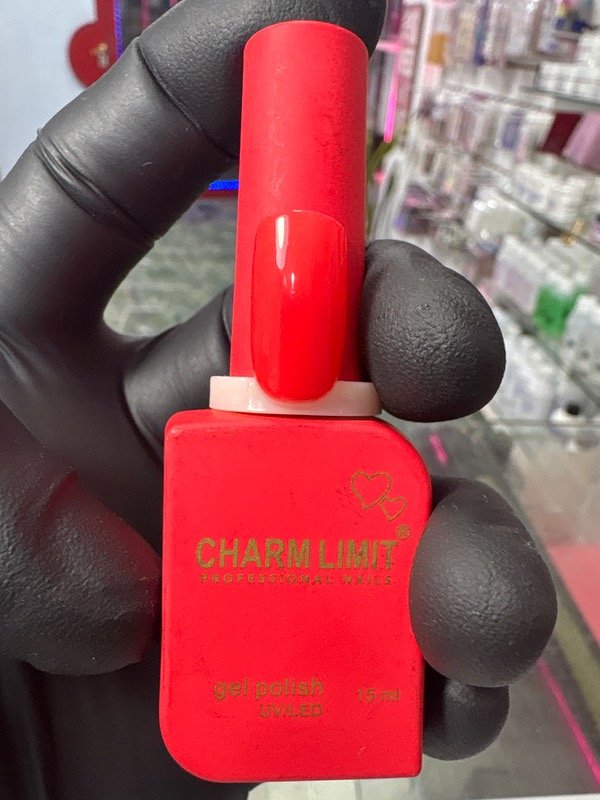 CHARM LIMIT®
PROFESSIONAL NAILS
gel polish 15 ml
UV/LED